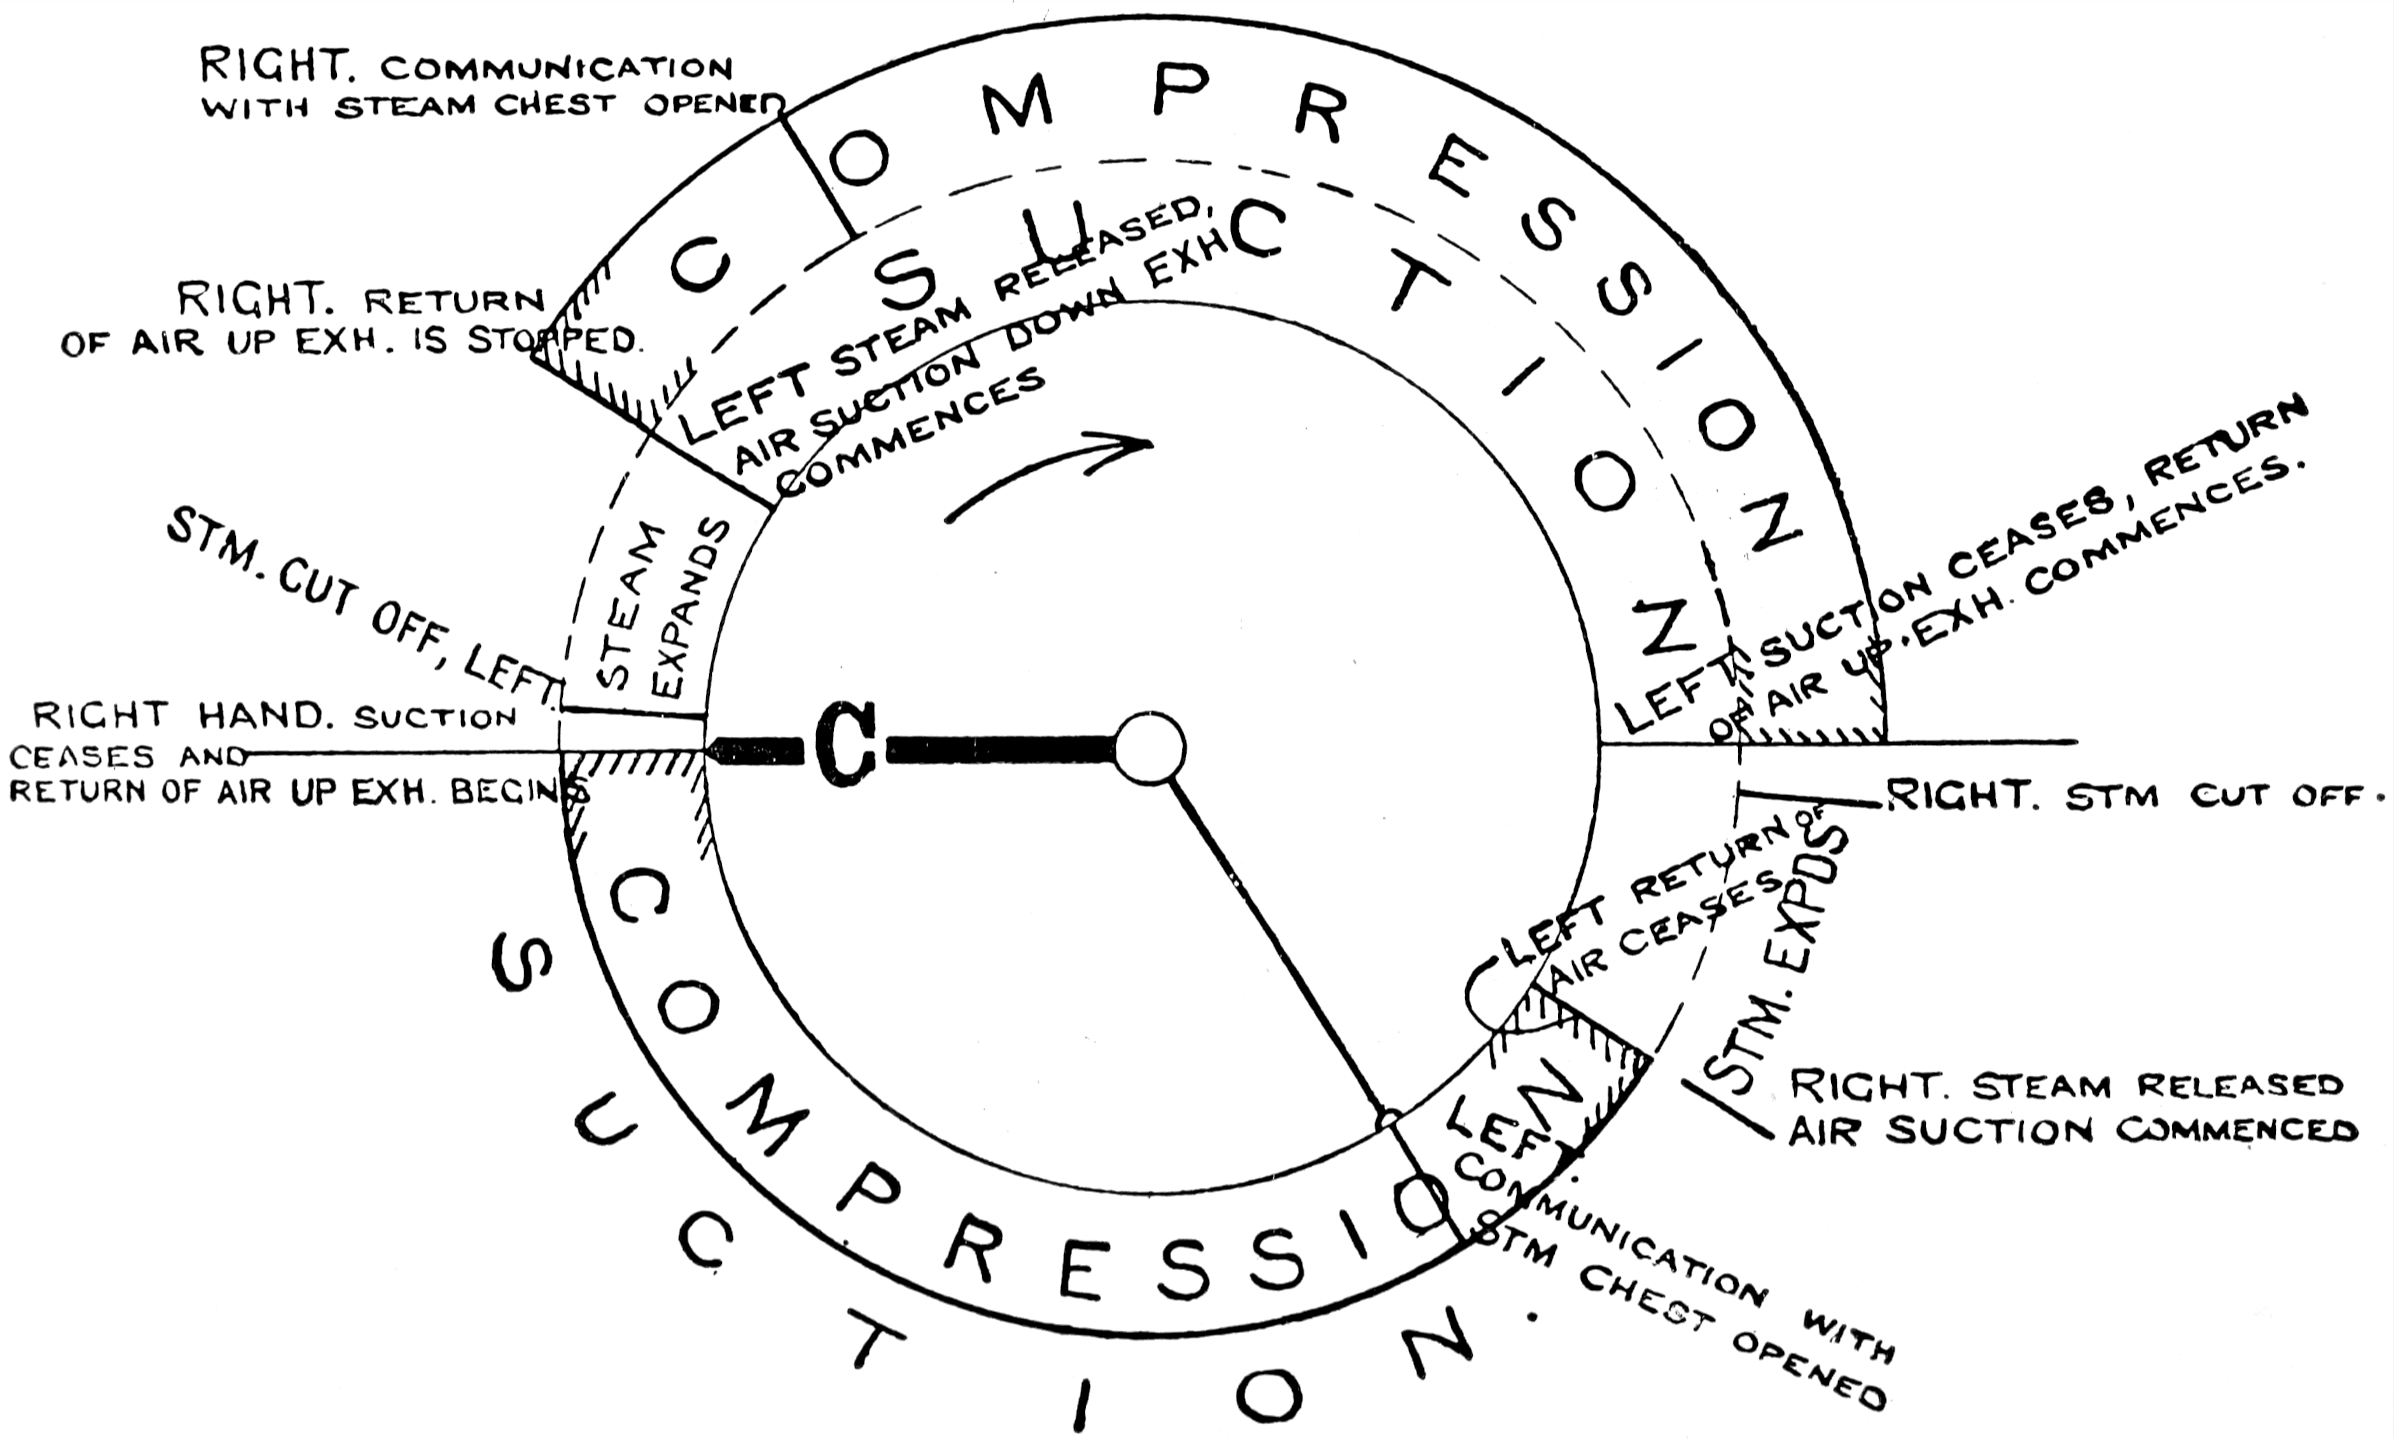 RIGHT. COMMUNICATION
WITH STEAM CHEST OPENED
COMPRESSION
SUCTION
RIGHT. RETURN
OF AIR UP EXH. IS STOPPED.
LEFT STEAM RELEASED,
AIR SUCTION DOWN EXH
COMMENCES
STM. CUT OFF, LEFT.
STEAM
EXPANDS
LEFT SUCTION CEASES, RETURN
OF AIR UP. EXH. COMMENCES.
RIGHT HAND. SUCTION
CEASES AND
RETURN OF AIR UP EXH. BEGINS
C
RIGHT. STM CUT OFF.
LEFT RETURN OF
AIR CEASES
STM. EXPDS
RIGHT. STEAM RELEASED
AIR SUCTION COMMENCED
COMPRESSION
LEFT.
COMMUNICATION WITH
STM CHEST OPENED
SUCTION.